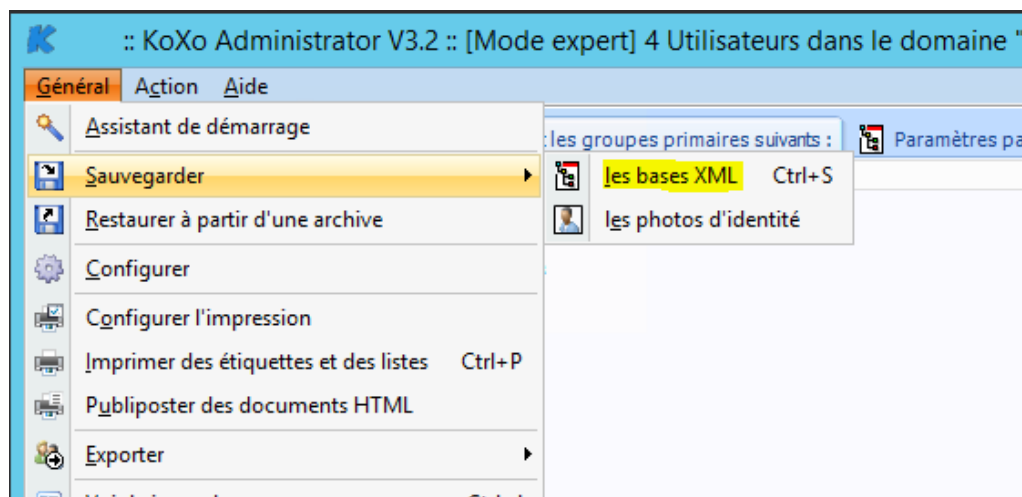 :: KoXo Administrator V3.2 :: [Mode expert] 4 Utilisateurs dans le domaine "
Général Action Aide
Assistant de démarrage
les groupes primaires suivants :
Paramètres pa
Sauvegarder
les bases XML Ctrl+S
Restaurer à partir d'une archive
les photos d'identité
Configurer
Configurer l'impression
Imprimer des étiquettes et des listes Ctrl+P
Publiposter des documents HTML
Exporter